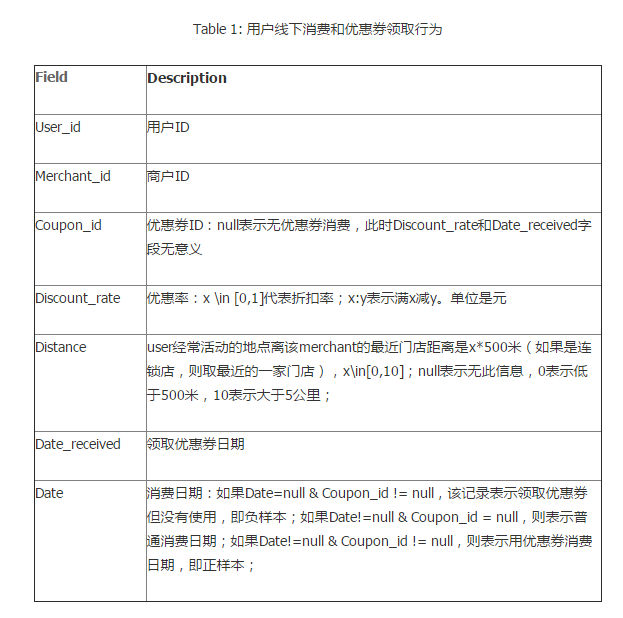 Table 1: 用户线下消费和优惠券领取行为
Field Description
User_id 用户ID
Merchant_id 商户ID
Coupon_id 优惠券ID：null表示无优惠券消费，此时Discount_rate和Date_received字
段无意义
Discount_rate 优惠率：x \in [0,1]代表折扣率；x:y表示满x减y。单位是元
Distance user经常活动的地点离该merchant的最近门店距离是x*500米（如果是连
锁店，则取最近的一家门店），x\in[0,10]；null表示无此信息，0表示低
于500米，10表示大于5公里；
Date_received 领取优惠券日期
Date 消费日期：如果Date=null & Coupon_id != null，该记录表示领取优惠券
但没有使用，即负样本；如果Date!=null & Coupon_id = null，则表示普
通消费日期；如果Date!=null & Coupon_id != null，则表示用优惠券消费
日期，即正样本；